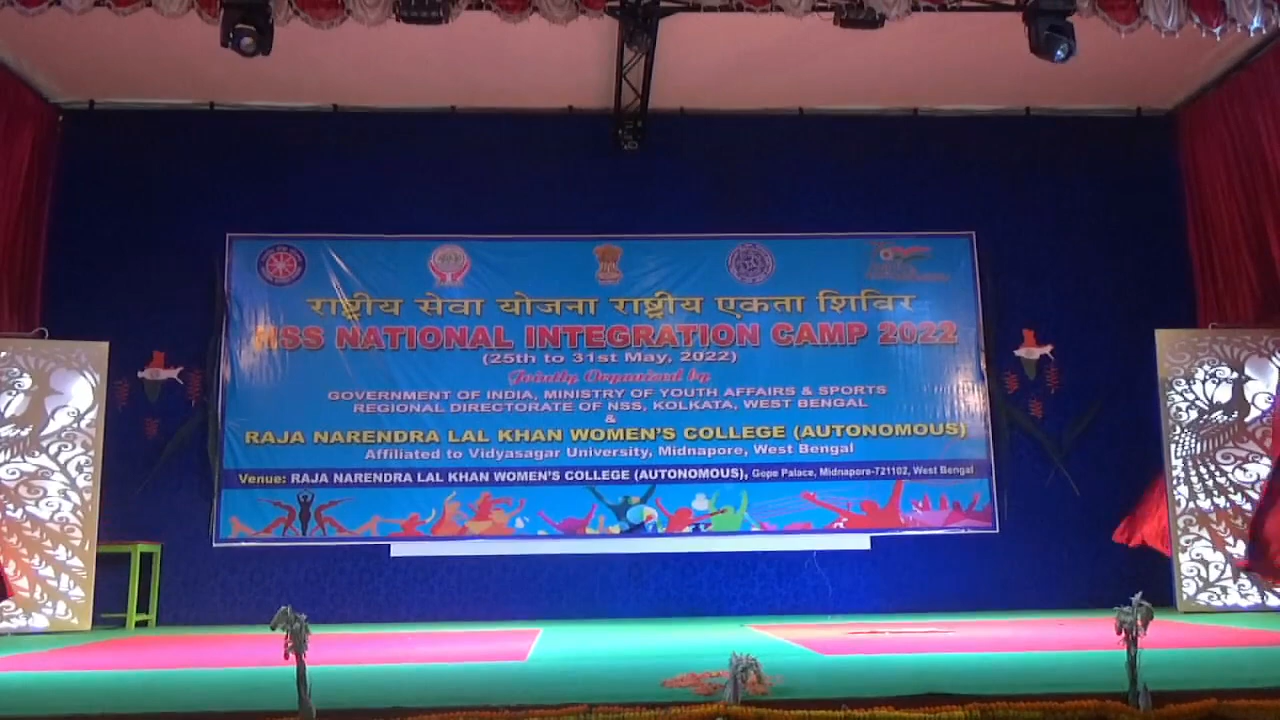 राष्ट्रीय सेवा योजना राष्ट्रीय एकता शिविर
NSS NATIONAL INTEGRATION CAMP 2022
(25th to 31st May, 2022)
Jointly Organized by
GOVERNMENT OF INDIA, MINISTRY OF YOUTH AFFAIRS & SPORTS
REGIONAL DIRECTORATE OF NSS, KOLKATA, WEST BENGAL
&
RAJA NARENDRA LAL KHAN WOMEN'S COLLEGE (AUTONOMOUS)
Affiliated to Vidyasagar University, Midnapore, West Bengal
Venue: RAJA NARENDRA LAL KHAN WOMEN'S COLLEGE (AUTONOMOUS), Gope Palace, Midnapore-721102, West Bengal